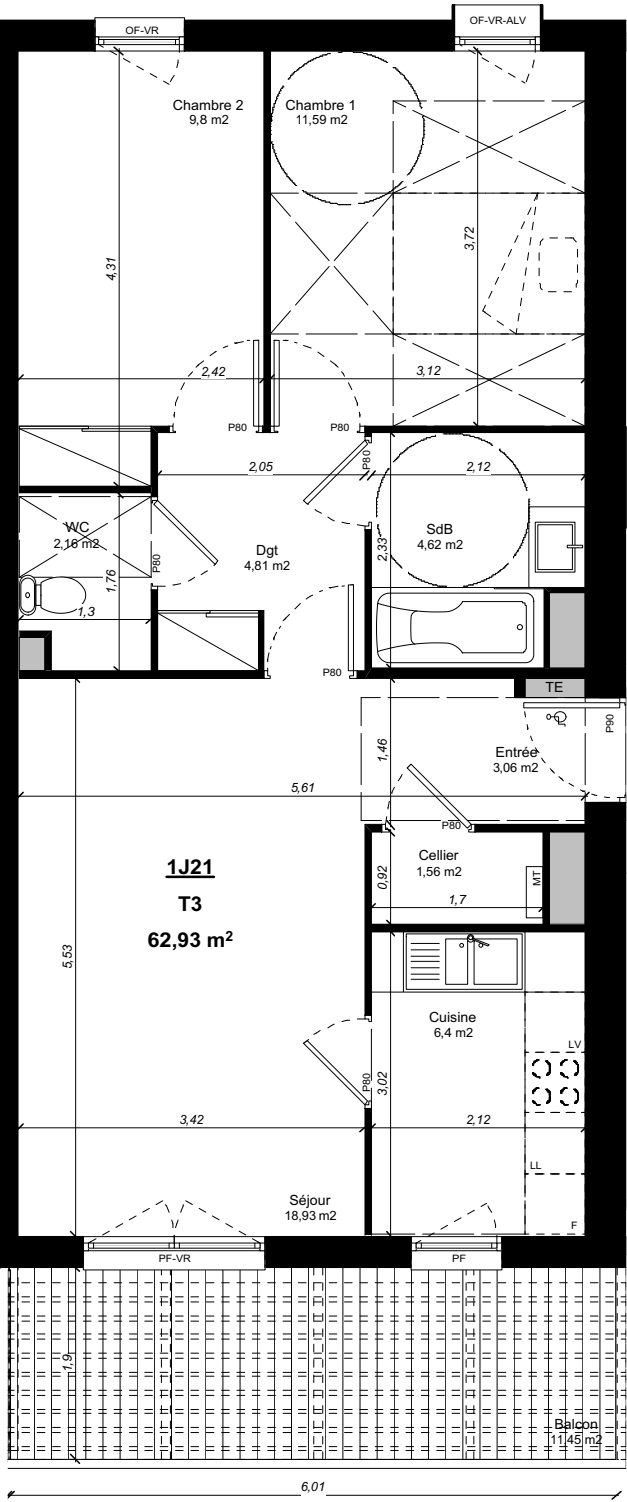 OF-VR
OF-VR-ALV
Chambre 2
9,8 m2
Chambre 1
11,59 m2
4,31
3,72
2,42
3,12
P80
P80
2,05
P80
2,12
WC
2,16 m2
1,76
1,3
P80
Dgt
4,81 m2
SdB
4,62 m2
2,33
P80
TE
P90
1,46
Entrée
3,06 m2
5,61
P80
Cellier
1,56 m2
0,92
MT
1,7
1J21
T3
62,93 m²
5,53
Cuisine
6,4 m2
LV
P80
3,02
3,42
2,12
LL
Séjour
18,93 m2
F
PF-VR
PF
1,9
Balcon
11,45 m2
6,01